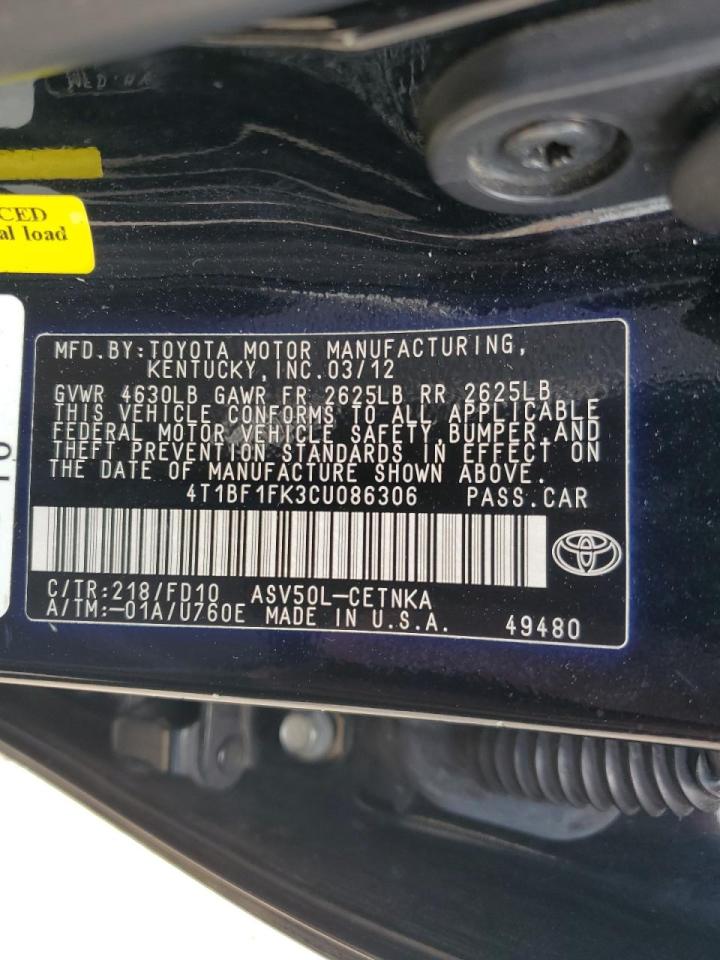 CED
al load
MFD. BY: TOYOTA MOTOR MANUFACTURING,
KENTUCKY, INC. 03/12
GVWR 4630LB GAWR FR 2625LB RR 2625LB
THIS VEHICLE CONFORMS TO ALL APPLICABLE
FEDERAL MOTOR VEHICLE SAFETY, BUMPER, AND
THEFT PREVENTION STANDARDS IN EFFECT ON
THE DATE OF MANUFACTURE SHOWN ABOVE.
4T1BF1FK3CU086306 PASS. CAR
C/TR: 218/FD10 ASV50L-CETNKA
A/TM: -01A/U760E MADE IN U.S.A. 49480